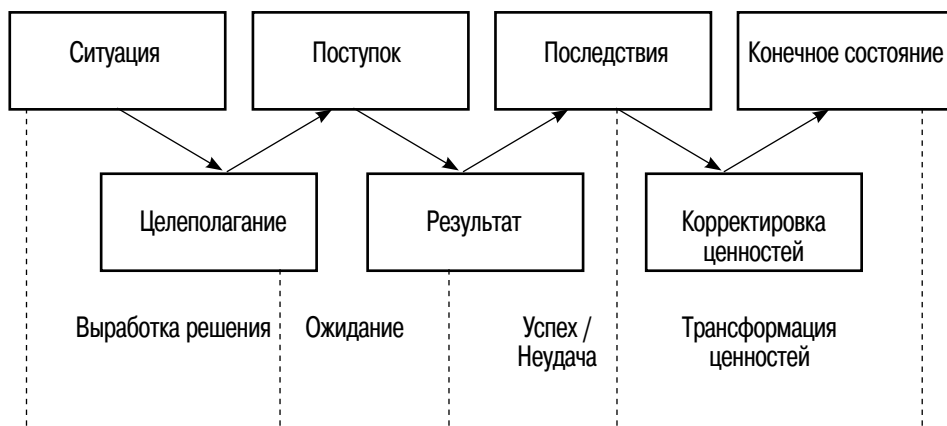 Ситуация
Поступок
Последствия
Конечное состояние
Целеполагание
Результат
Корректировка
ценностей
Выработка решения
Ожидание
Успех /
Неудача
Трансформация
ценностей